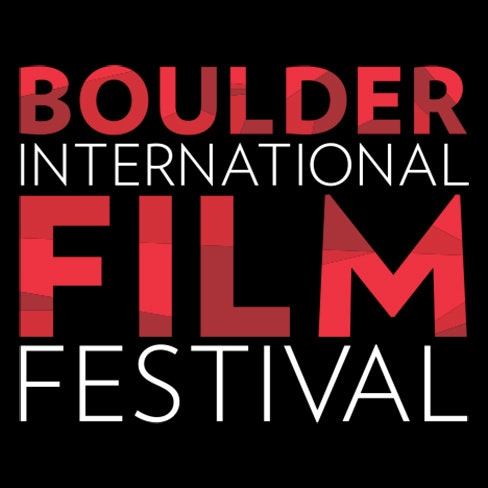 BOULDER
INTERNATIONAL
FILM
FESTIVAL